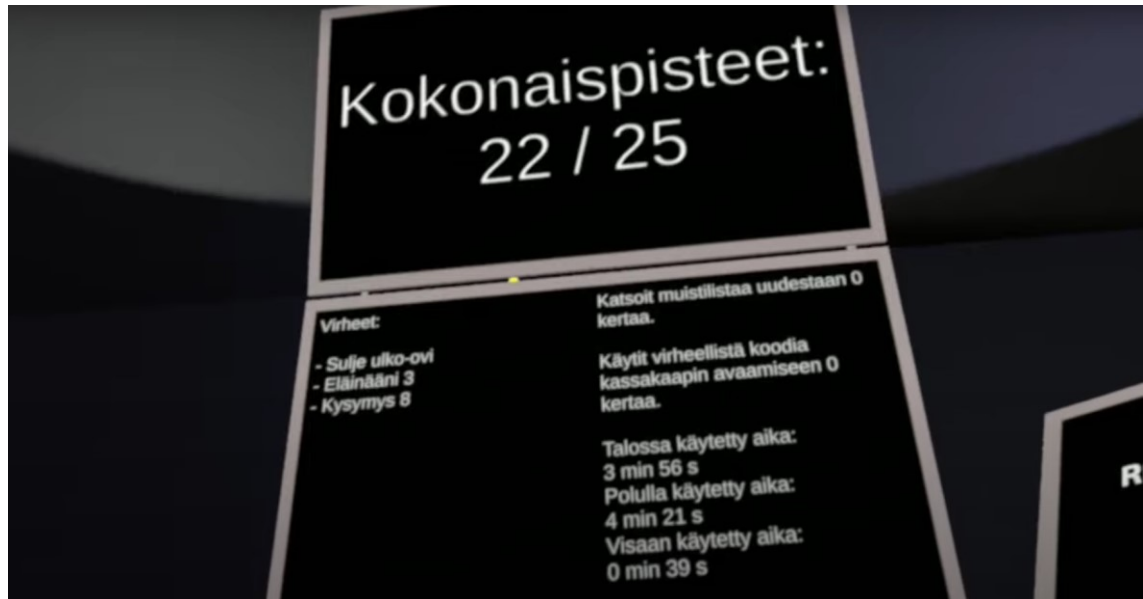 Kokonaispisteet:
22 / 25
Virheet:
- Sulje ulko-ovi
- Eläinääni 3
- Kysymys 8
Katsoit muistilistaa uudestaan 0
kertaa.
Käytit virheellistä koodia
kassakaapin avaamiseen 0
kertaa.
Talossa käytetty aika:
3 min 56 s
Polulla käytetty aika:
4 min 21 s
Visaan käytetty aika:
0 min 39 s
R